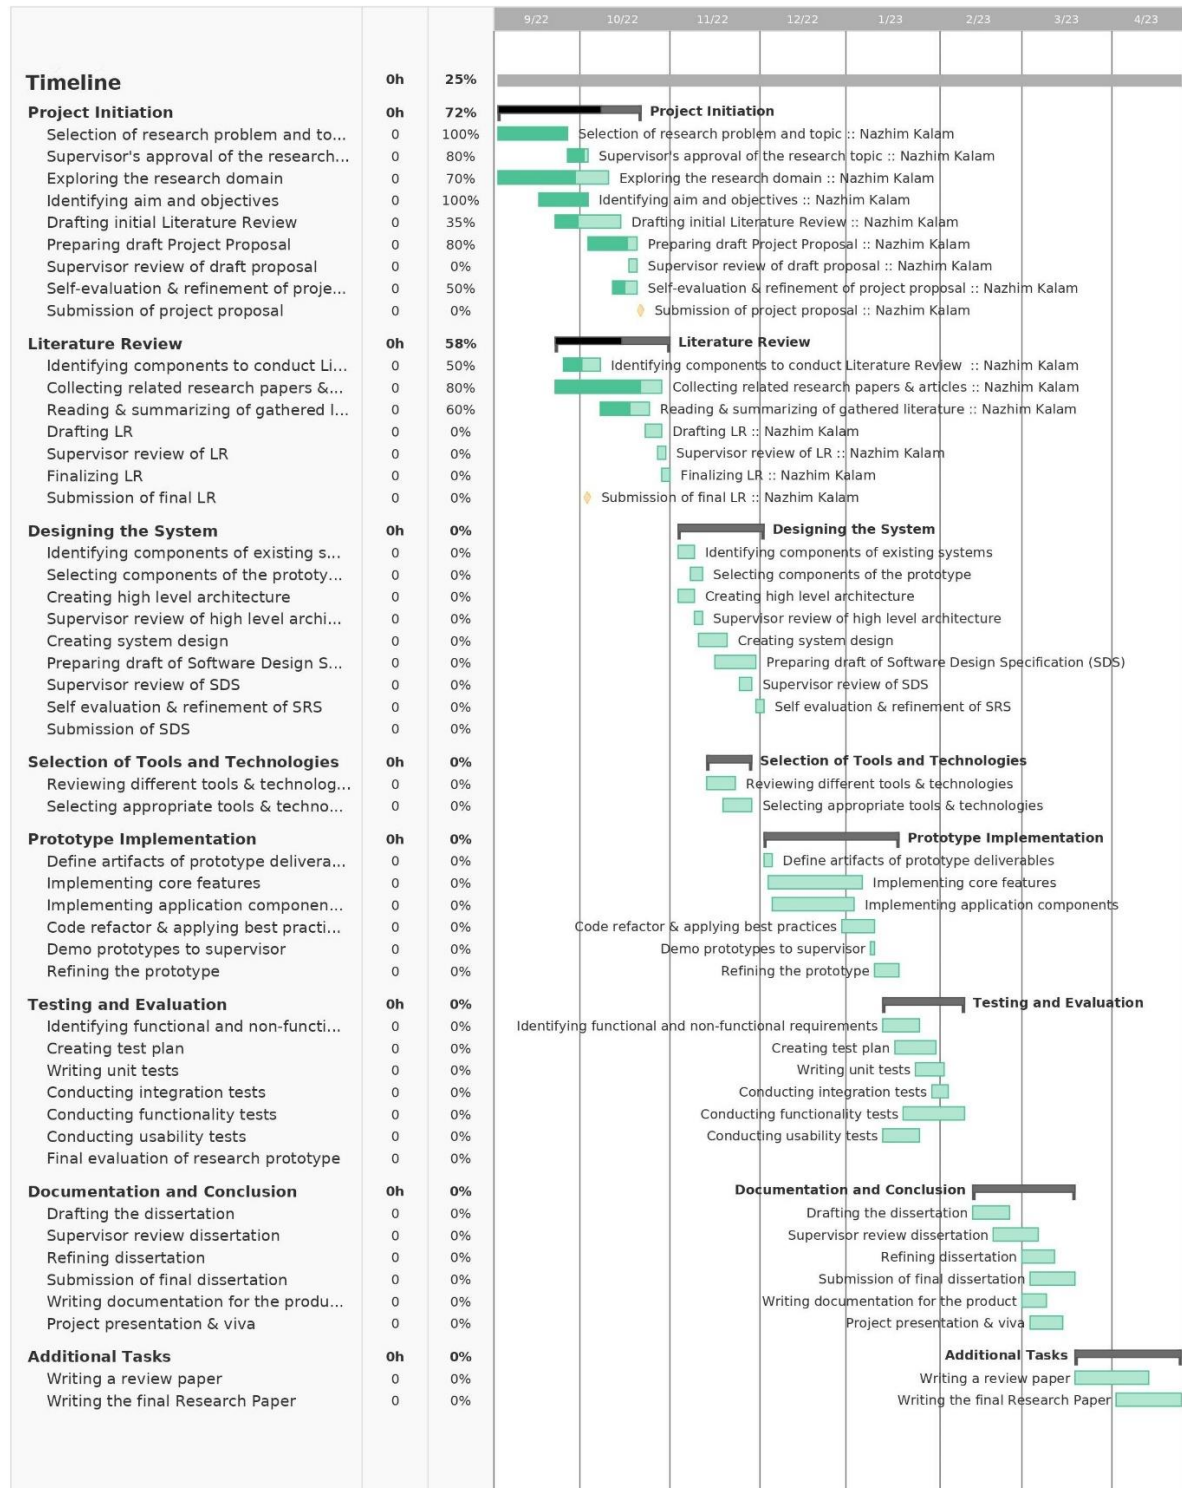 9/22 10/22 11/22 12/22 1/23 2/23 3/23 4/23
Timeline 0h 25%
Project Initiation 0h 72% Project Initiation
Selection of research problem and to... 0 100% Selection of research problem and topic :: Nazhim Kalam
Supervisor's approval of the research... 0 80% Supervisor's approval of the research topic :: Nazhim Kalam
Exploring the research domain 0 70% Exploring the research domain :: Nazhim Kalam
Identifying aim and objectives 0 100% Identifying aim and objectives :: Nazhim Kalam
Drafting initial Literature Review 0 35% Drafting initial Literature Review :: Nazhim Kalam
Preparing draft Project Proposal 0 80% Preparing draft Project Proposal :: Nazhim Kalam
Supervisor review of draft proposal 0 0% Supervisor review of draft proposal :: Nazhim Kalam
Self-evaluation & refinement of proje... 0 50% Self-evaluation & refinement of project proposal :: Nazhim Kalam
Submission of project proposal 0 0% Submission of project proposal :: Nazhim Kalam
Literature Review 0h 58% Literature Review
Identifying components to conduct Li... 0 50% Identifying components to conduct Literature Review :: Nazhim Kalam
Collecting related research papers &... 0 80% Collecting related research papers & articles :: Nazhim Kalam
Reading & summarizing of gathered l... 0 60% Reading & summarizing of gathered literature :: Nazhim Kalam
Drafting LR 0 0% Drafting LR :: Nazhim Kalam
Supervisor review of LR 0 0% Supervisor review of LR :: Nazhim Kalam
Finalizing LR 0 0% Finalizing LR :: Nazhim Kalam
Submission of final LR 0 0% Submission of final LR :: Nazhim Kalam
Designing the System 0h 0% Designing the System
Identifying components of existing s... 0 0% Identifying components of existing systems
Selecting components of the prototy... 0 0% Selecting components of the prototype
Creating high level architecture 0 0% Creating high level architecture
Supervisor review of high level archi... 0 0% Supervisor review of high level architecture
Creating system design 0 0% Creating system design
Preparing draft of Software Design S... 0 0% Preparing draft of Software Design Specification (SDS)
Supervisor review of SDS 0 0% Supervisor review of SDS
Self evaluation & refinement of SRS 0 0% Self evaluation & refinement of SRS
Submission of SDS 0 0%
Selection of Tools and Technologies 0h 0% Selection of Tools and Technologies
Reviewing different tools & technolog... 0 0% Reviewing different tools & technologies
Selecting appropriate tools & techno... 0 0% Selecting appropriate tools & technologies
Prototype Implementation 0h 0% Prototype Implementation
Define artifacts of prototype delivera... 0 0% Define artifacts of prototype deliverables
Implementing core features 0 0% Implementing core features
Implementing application componen... 0 0% Implementing application components
Code refactor & applying best practi... 0 0% Code refactor & applying best practices
Demo prototypes to supervisor 0 0% Demo prototypes to supervisor
Refining the prototype 0 0% Refining the prototype
Testing and Evaluation 0h 0% Testing and Evaluation
Identifying functional and non-functi... 0 0% Identifying functional and non-functional requirements
Creating test plan 0 0% Creating test plan
Writing unit tests 0 0% Writing unit tests
Conducting integration tests 0 0% Conducting integration tests
Conducting functionality tests 0 0% Conducting functionality tests
Conducting usability tests 0 0% Conducting usability tests
Final evaluation of research prototype 0 0%
Documentation and Conclusion 0h 0% Documentation and Conclusion
Drafting the dissertation 0 0% Drafting the dissertation
Supervisor review dissertation 0 0% Supervisor review dissertation
Refining dissertation 0 0% Refining dissertation
Submission of final dissertation 0 0% Submission of final dissertation
Writing documentation for the produ... 0 0% Writing documentation for the product
Project presentation & viva 0 0% Project presentation & viva
Additional Tasks 0h 0% Additional Tasks
Writing a review paper 0 0% Writing a review paper
Writing the final Research Paper 0 0% Writing the final Research Paper